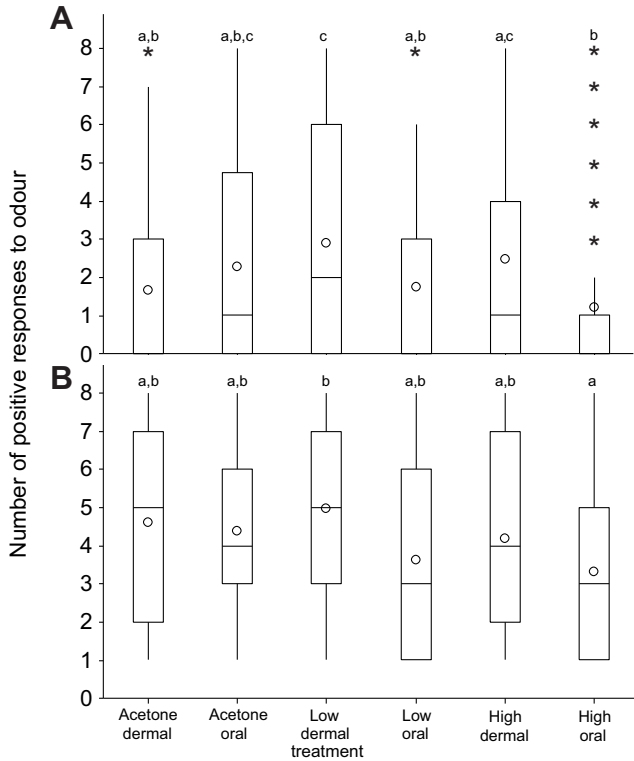 A
a,b a,b,c c a,b a,c b
* * *
8
*
7
*
6
*
5
*
4
*
3
2
1
0
B
a,b a,b b a,b a,b a
8
7
6
5
4
3
2
1
0
Number of positive responses to odour
Acetone Acetone Low Low High High
dermal oral dermal oral dermal oral
treatment